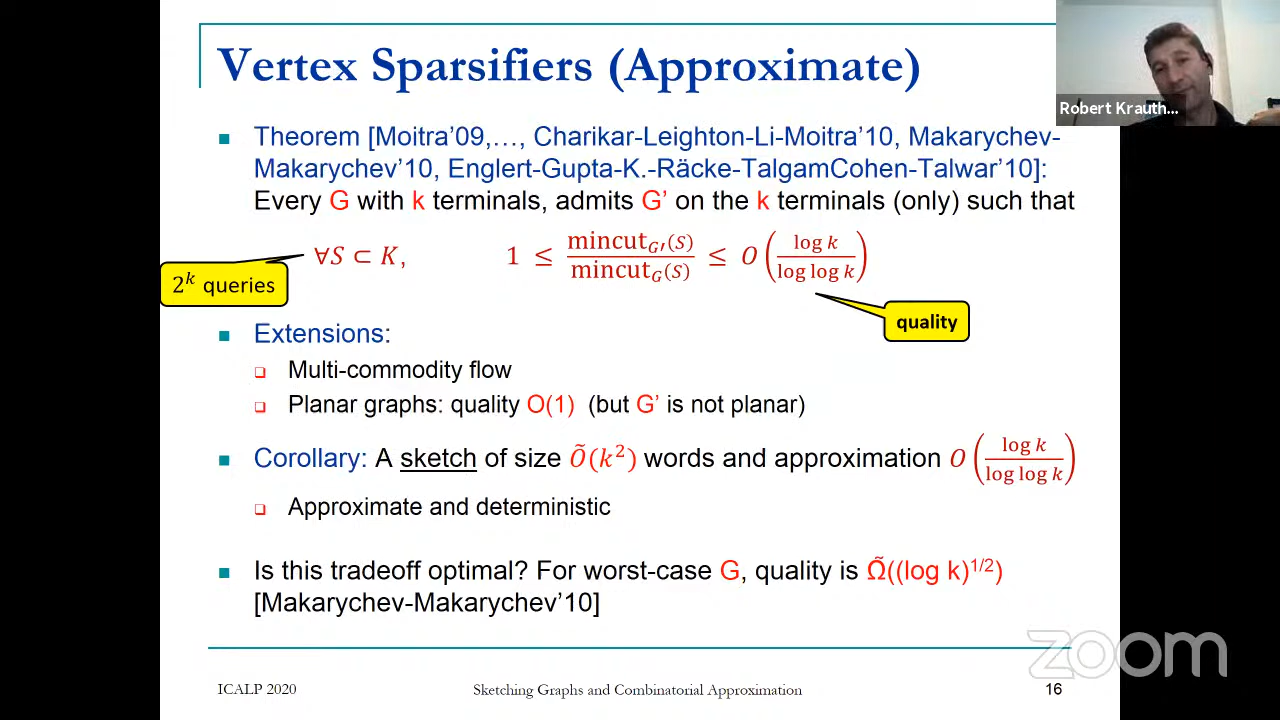 Vertex Sparsifiers (Approximate)
Robert Krauth...
Theorem [Moitra’09,…, Charikar-Leighton-Li-Moitra’10, Makarychev-
Makarychev’10, Englert-Gupta-K.-Räcke-TalgamCohen-Talwar’10]:
Every G with k terminals, admits G’ on the k terminals (only) such that
∀S ⊂ K, 1 ≤ mincut_G′(S) / mincut_G(S) ≤ O(log k / log log k)
2^k queries
quality
Extensions:
Multi-commodity flow
Planar graphs: quality O(1) (but G’ is not planar)
Corollary: A sketch of size Õ(k²) words and approximation O(log k / log log k)
Approximate and deterministic
Is this tradeoff optimal? For worst-case G, quality is Ω̃((log k)^1/2)
[Makarychev-Makarychev’10]
zoom
ICALP 2020 Sketching Graphs and Combinatorial Approximation 16